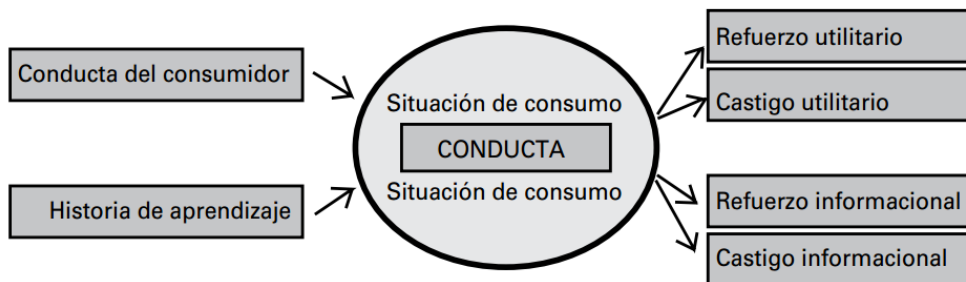 Conducta del consumidor
Historia de aprendizaje
Situación de consumo
CONDUCTA
Situación de consumo
Refuerzo utilitario
Castigo utilitario
Refuerzo informacional
Castigo informacional